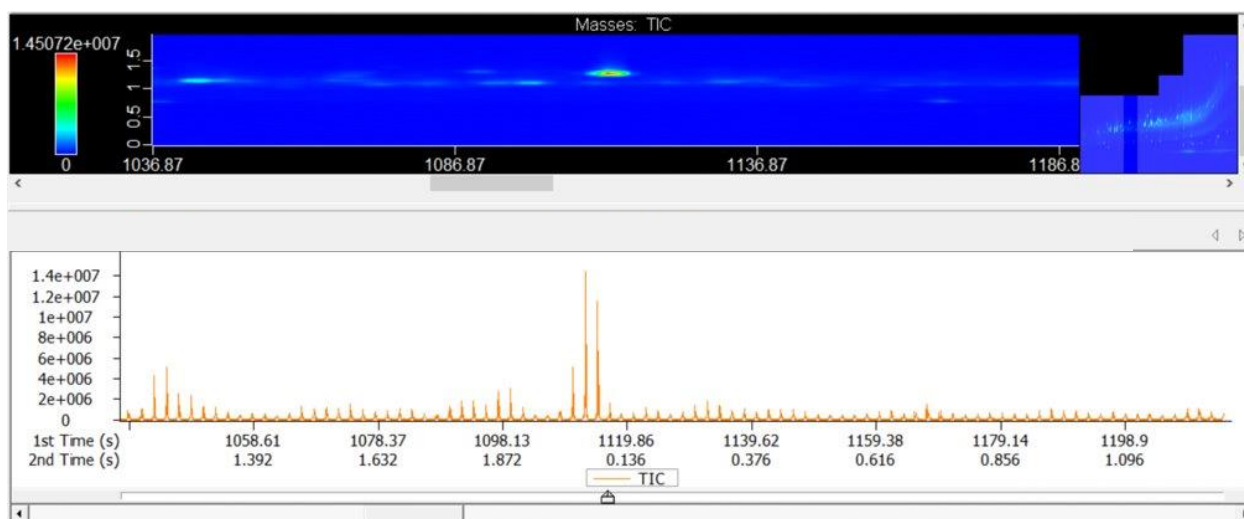 Masses: TIC
1.45072e+007
0
1.5
1
0.5
0
1036.87 1086.87 1136.87 1186.8
1.4e+007
1.2e+007
1e+007
8e+006
6e+006
4e+006
2e+006
0
1st Time (s) 1058.61 1078.37 1098.13 1119.86 1139.62 1159.38 1179.14 1198.9
2nd Time (s) 1.392 1.632 1.872 0.136 0.376 0.616 0.856 1.096
TIC